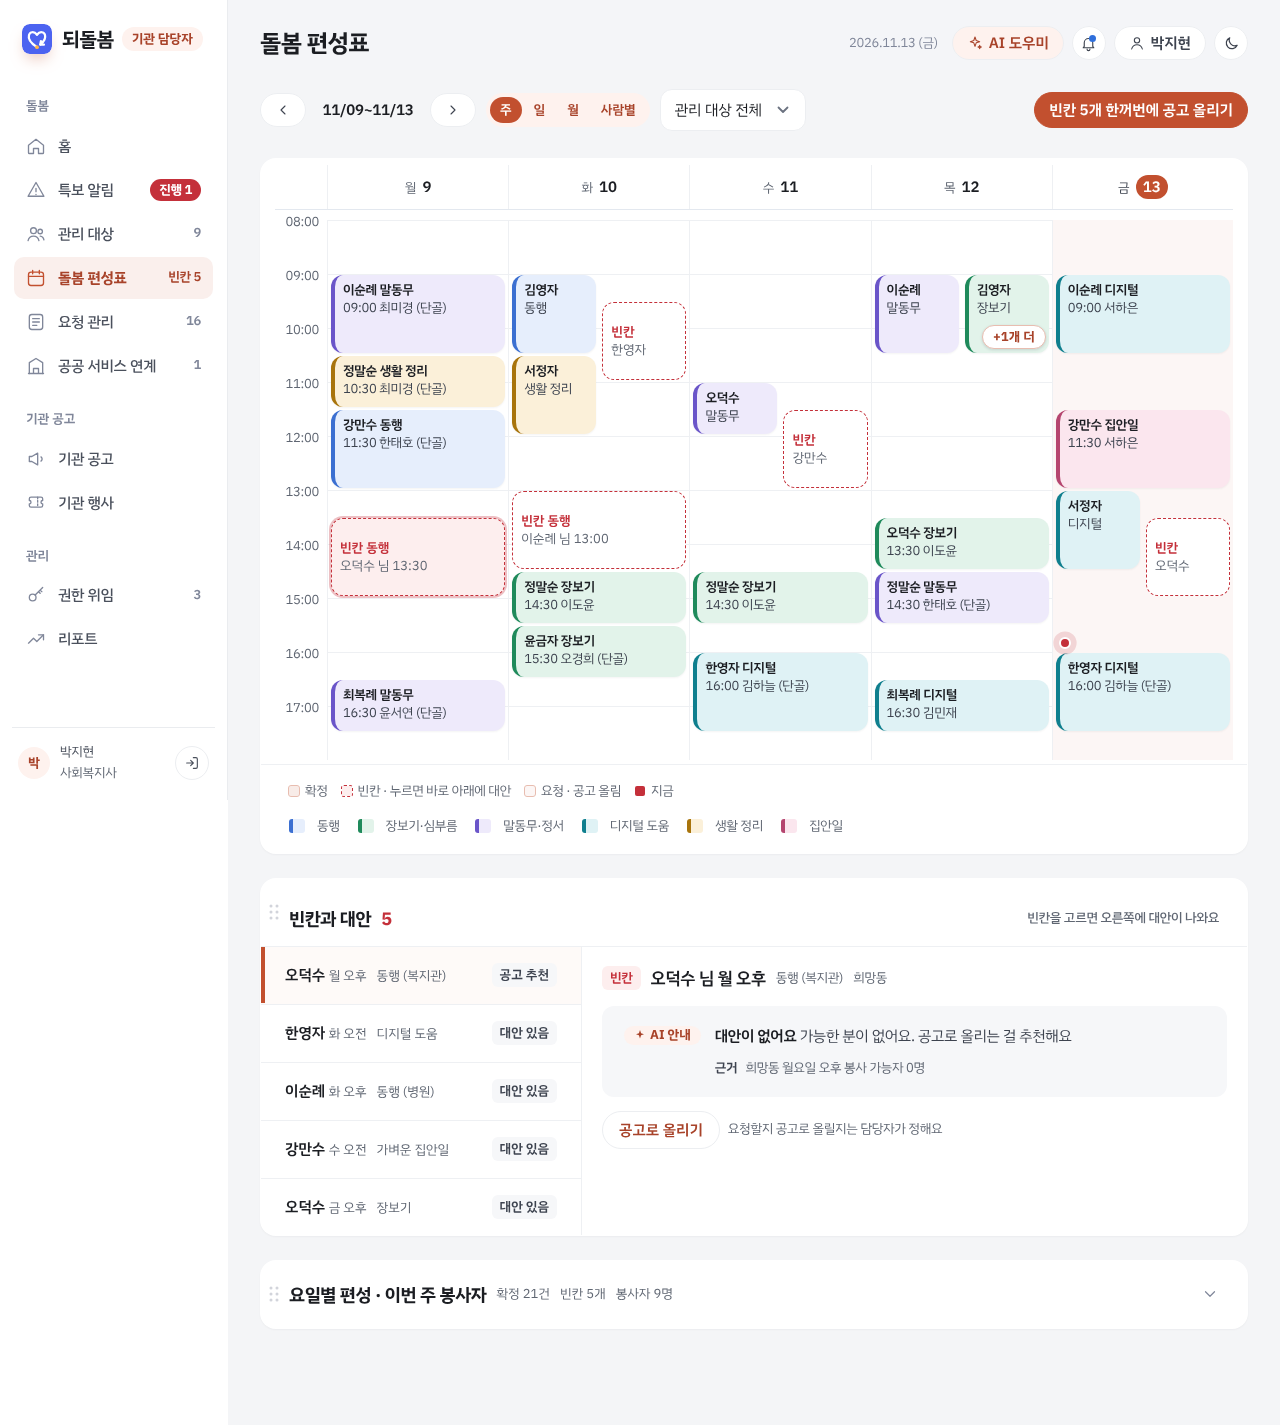 되돌봄 기관 담당자
돌봄
홈
특보 알림 진행 1
관리 대상 9
돌봄 편성표 빈칸 5
요청 관리 16
공공 서비스 연계 1
기관 공고
기관 공고
기관 행사
관리
권한 위임 3
리포트
박 박지현
사회복지사
돌봄 편성표
2026.11.13 (금) AI 도우미 박지현
11/09~11/13 주 일 월 사람별 관리 대상 전체 빈칸 5개 한꺼번에 공고 올리기
월 9 화 10 수 11 목 12 금 13
08:00
09:00
10:00
11:00
12:00
13:00
14:00
15:00
16:00
17:00
이순례 말동무
09:00 최미경 (단골)
정말순 생활 정리
10:30 최미경 (단골)
강만수 동행
11:30 한태호 (단골)
빈칸 동행
오덕수 님 13:30
최복례 말동무
16:30 윤서연 (단골)
김영자
동행
빈칸
한영자
서정자
생활 정리
빈칸 동행
이순례 님 13:00
정말순 장보기
14:30 이도윤
윤금자 장보기
15:30 오경희 (단골)
오덕수
말동무
빈칸
강만수
정말순 장보기
14:30 이도윤
한영자 디지털
16:00 김하늘 (단골)
이순례
말동무
김영자
장보기
+1개 더
오덕수 장보기
13:30 이도윤
정말순 말동무
14:30 한태호 (단골)
최복례 디지털
16:30 김민재
이순례 디지털
09:00 서하은
강만수 집안일
11:30 서하은
서정자
디지털
빈칸
오덕수
한영자 디지털
16:00 김하늘 (단골)
확정 빈칸 · 누르면 바로 아래에 대안 요청 · 공고 올림 지금
동행 장보기·심부름 말동무·정서 디지털 도움 생활 정리 집안일
빈칸과 대안 5 빈칸을 고르면 오른쪽에 대안이 나와요
오덕수 월 오후 동행 (복지관) 공고 추천
한영자 화 오전 디지털 도움 대안 있음
이순례 화 오후 동행 (병원) 대안 있음
강만수 수 오전 가벼운 집안일 대안 있음
오덕수 금 오후 장보기 대안 있음
빈칸 오덕수 님 월 오후 동행 (복지관) 희망동
AI 안내 대안이 없어요 가능한 분이 없어요. 공고로 올리는 걸 추천해요
근거 희망동 월요일 오후 봉사 가능자 0명
공고로 올리기 요청할지 공고로 올릴지는 담당자가 정해요
요일별 편성 · 이번 주 봉사자 확정 21건 빈칸 5개 봉사자 9명